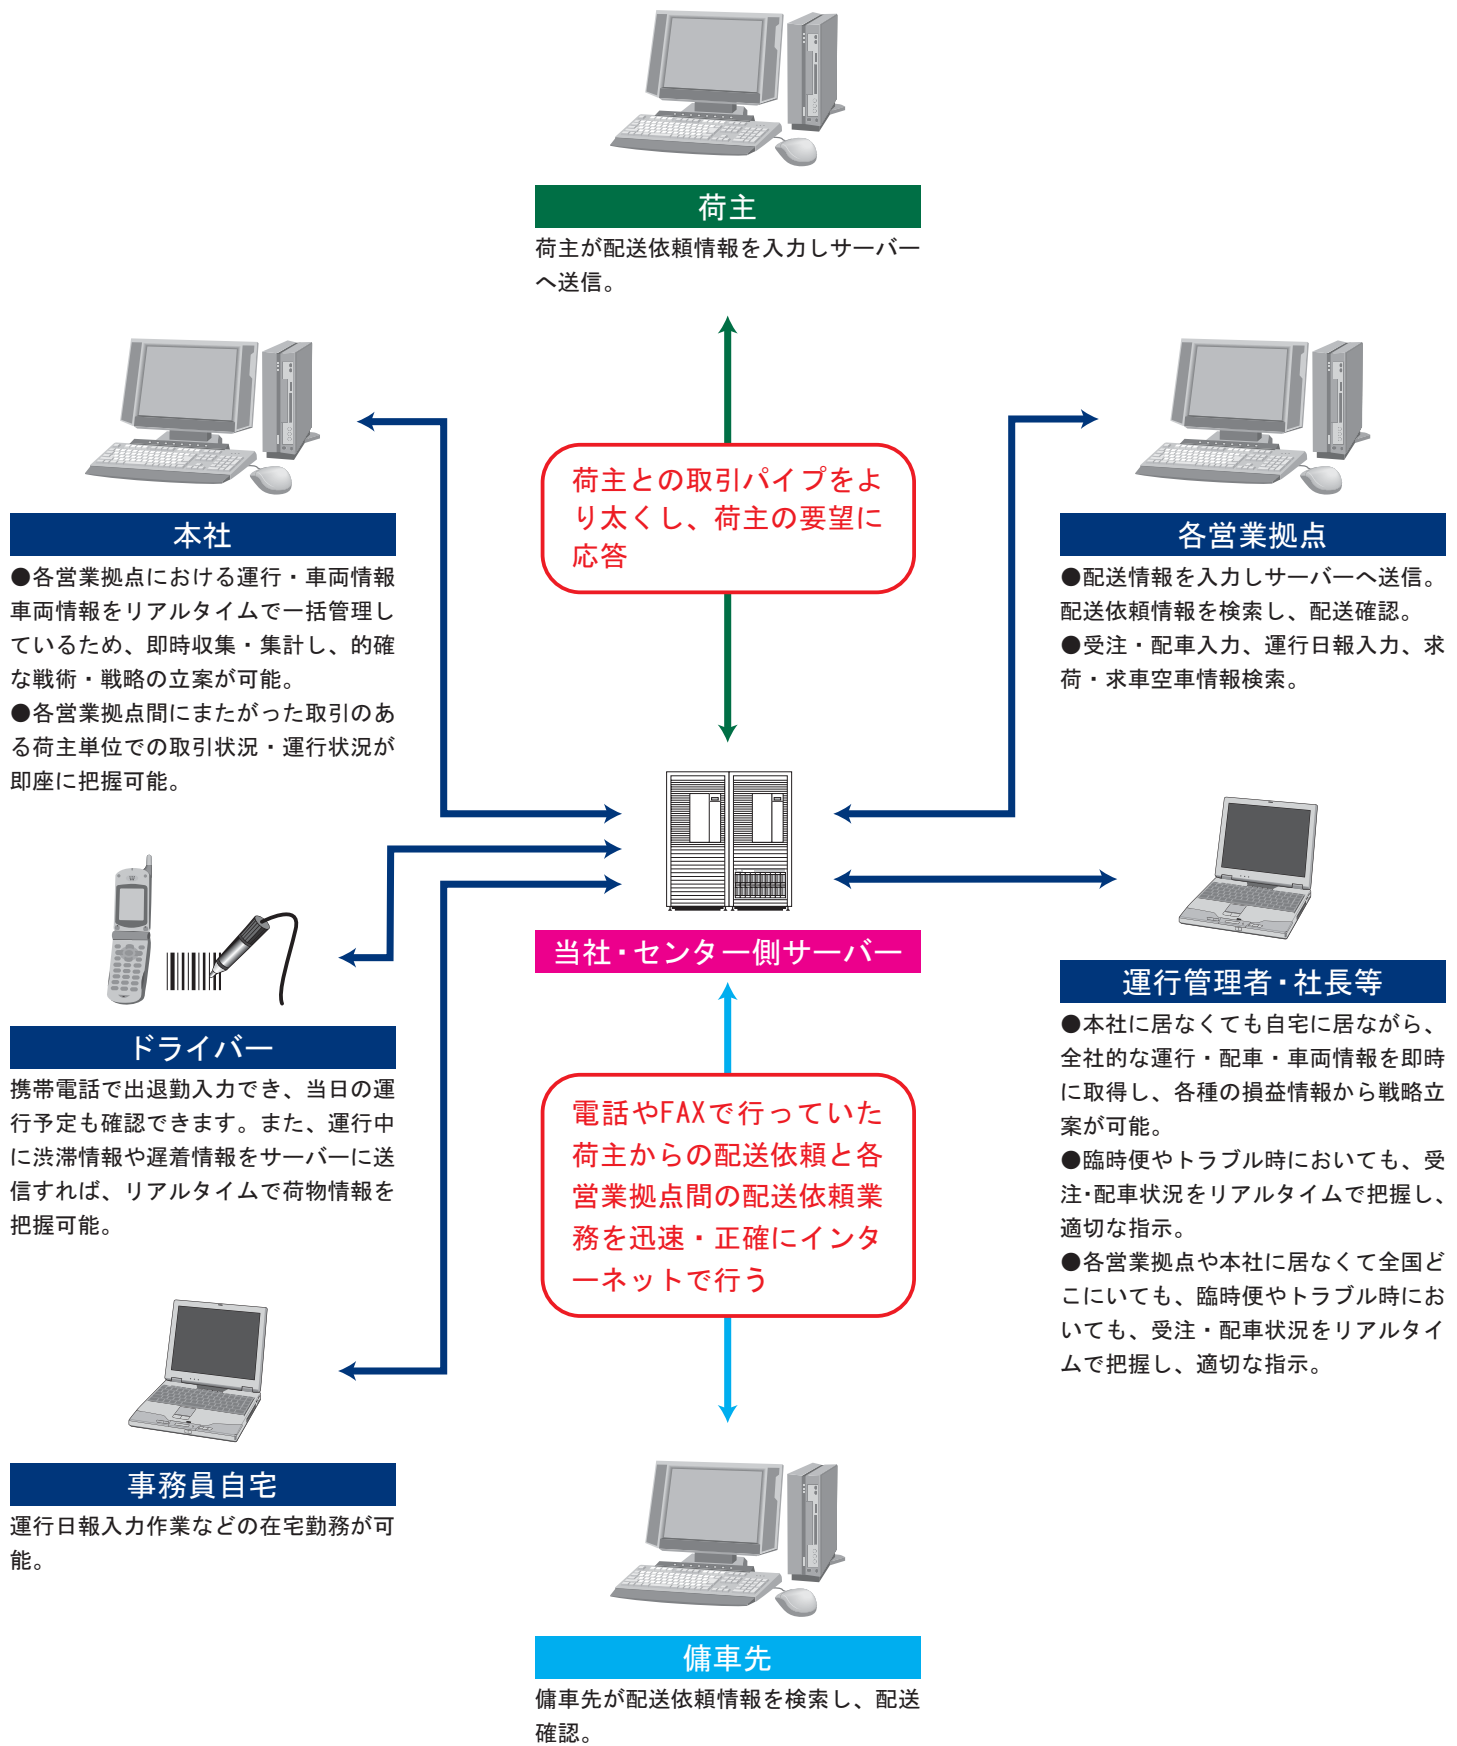 荷主
荷主が配送依頼情報を入力しサーバー
へ送信。
荷主との取引パイプをよ
り太くし、荷主の要望に
応答
本社
●各営業拠点における運行・車両情報
車両情報をリアルタイムで一括管理し
ているため、即時収集・集計し、的確
な戦術・戦略の立案が可能。
●各営業拠点間にまたがった取引のあ
る荷主単位での取引状況・運行状況が
即座に把握可能。
各営業拠点
●配送情報を入力しサーバーへ送信。
配送依頼情報を検索し、配送確認。
●受注・配車入力、運行日報入力、求
荷・求車空車情報検索。
当社・センター側サーバー
ドライバー
携帯電話で出退勤入力でき、当日の運
行予定も確認できます。また、運行中
に渋滞情報や遅着情報をサーバーに送
信すれば、リアルタイムで荷物情報を
把握可能。
運行管理者・社長等
●本社に居なくても自宅に居ながら、
全社的な運行・配車・車両情報を即時
に取得し、各種の損益情報から戦略立
案が可能。
●臨時便やトラブル時においても、受
注・配車状況をリアルタイムで把握し、
適切な指示。
●各営業拠点や本社に居なくて全国ど
こにいても、臨時便やトラブル時にお
いても、受注・配車状況をリアルタイ
ムで把握し、適切な指示。
電話やFAXで行っていた
荷主からの配送依頼と各
営業拠点間の配送依頼業
務を迅速・正確にインタ
ーネットで行う
事務員自宅
運行日報入力作業などの在宅勤務が可
能。
傭車先
傭車先が配送依頼情報を検索し、配送
確認。